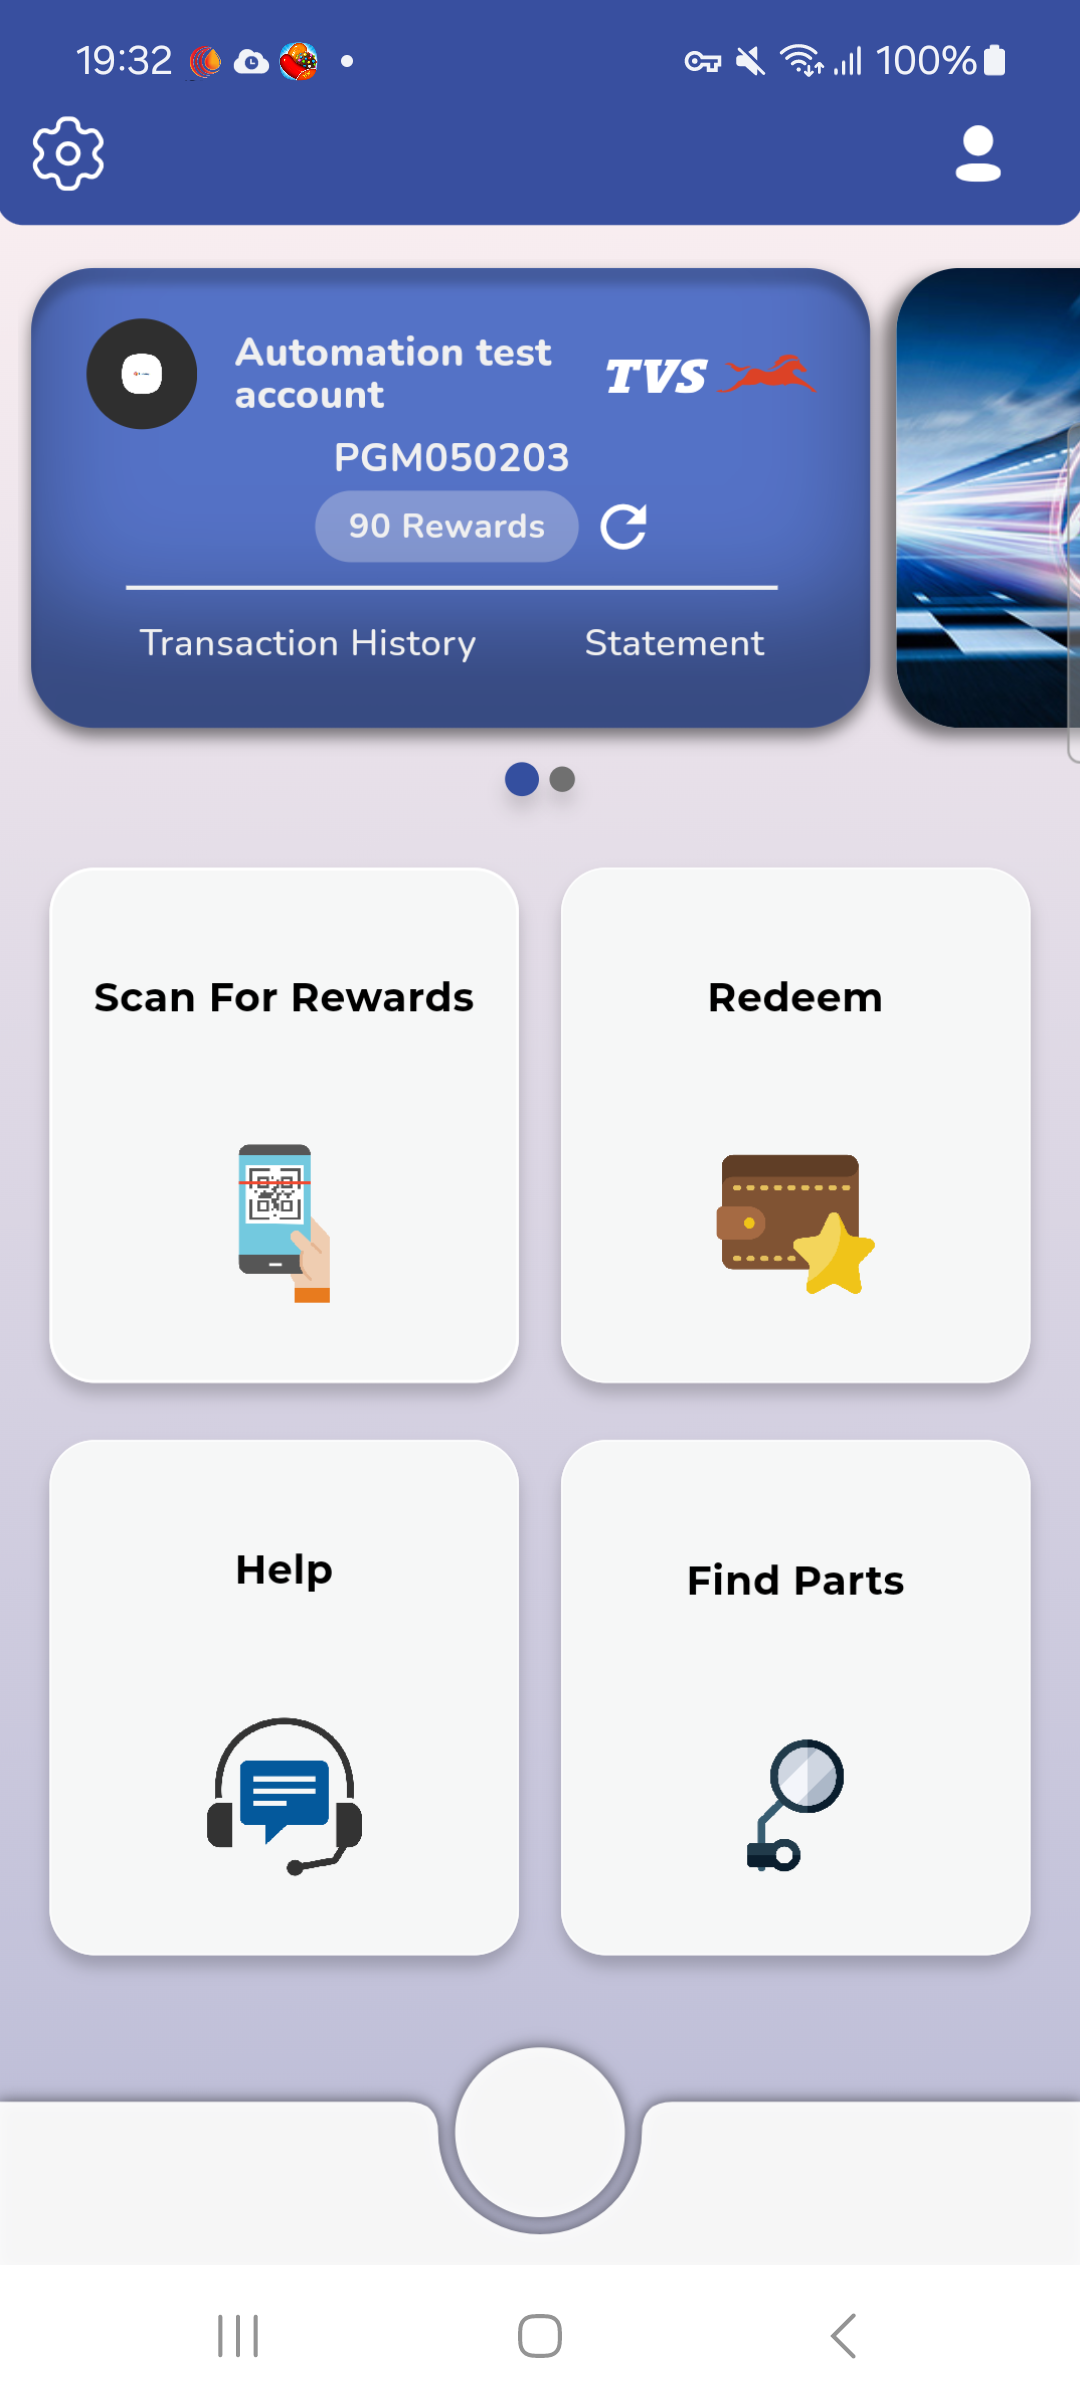 19:32
100%
Automation test
account
TVS
PGM050203
90 Rewards
Transaction History
Statement
Scan For Rewards
Redeem
Help
Find Parts